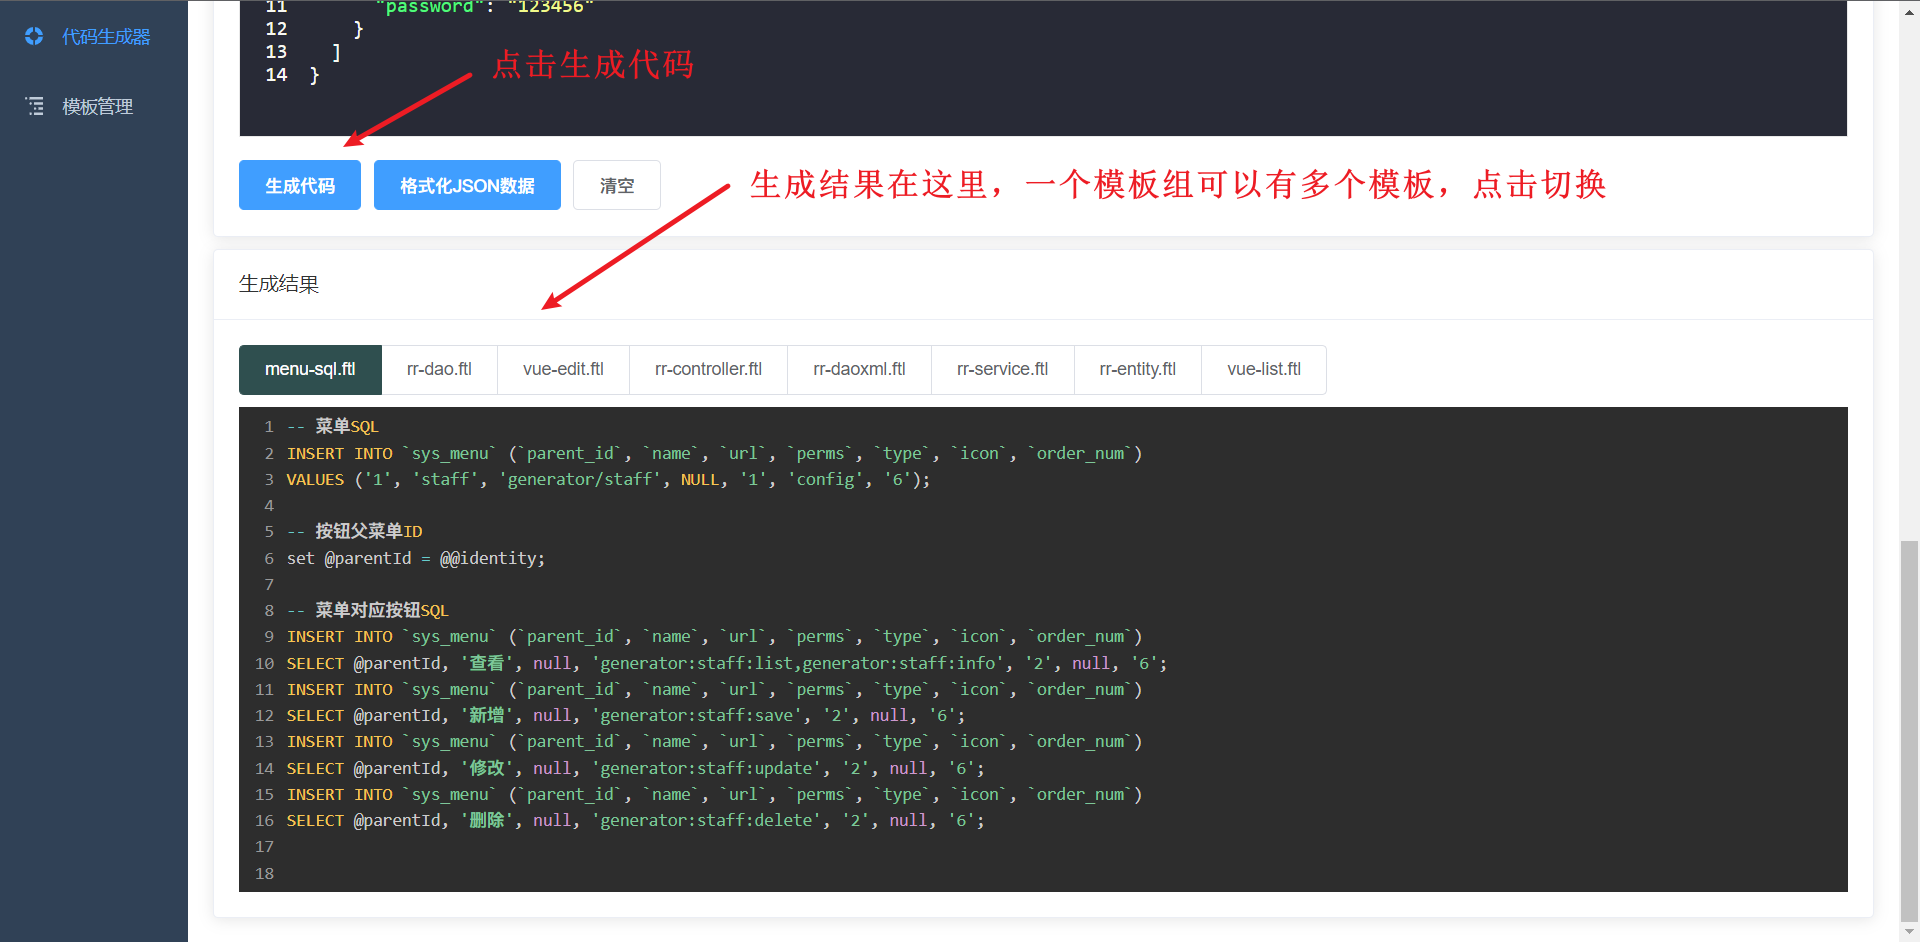 代码生成器
模板管理
11 "password": "123456"
12 }
13 ]
14 }
点击生成代码
生成代码
格式化JSON数据
清空
生成结果在这里，一个模板组可以有多个模板，点击切换
生成结果
menu-sql.ftl
rr-dao.ftl
vue-edit.ftl
rr-controller.ftl
rr-daoxml.ftl
rr-service.ftl
rr-entity.ftl
vue-list.ftl
1 -- 菜单SQL
2 INSERT INTO `sys_menu` (`parent_id`, `name`, `url`, `perms`, `type`, `icon`, `order_num`)
3 VALUES ('1', 'staff', 'generator/staff', NULL, '1', 'config', '6');
4
5 -- 按钮父菜单ID
6 set @parentId = @@identity;
7
8 -- 菜单对应按钮SQL
9 INSERT INTO `sys_menu` (`parent_id`, `name`, `url`, `perms`, `type`, `icon`, `order_num`)
10 SELECT @parentId, '查看', null, 'generator:staff:list,generator:staff:info', '2', null, '6';
11 INSERT INTO `sys_menu` (`parent_id`, `name`, `url`, `perms`, `type`, `icon`, `order_num`)
12 SELECT @parentId, '新增', null, 'generator:staff:save', '2', null, '6';
13 INSERT INTO `sys_menu` (`parent_id`, `name`, `url`, `perms`, `type`, `icon`, `order_num`)
14 SELECT @parentId, '修改', null, 'generator:staff:update', '2', null, '6';
15 INSERT INTO `sys_menu` (`parent_id`, `name`, `url`, `perms`, `type`, `icon`, `order_num`)
16 SELECT @parentId, '删除', null, 'generator:staff:delete', '2', null, '6';
17
18